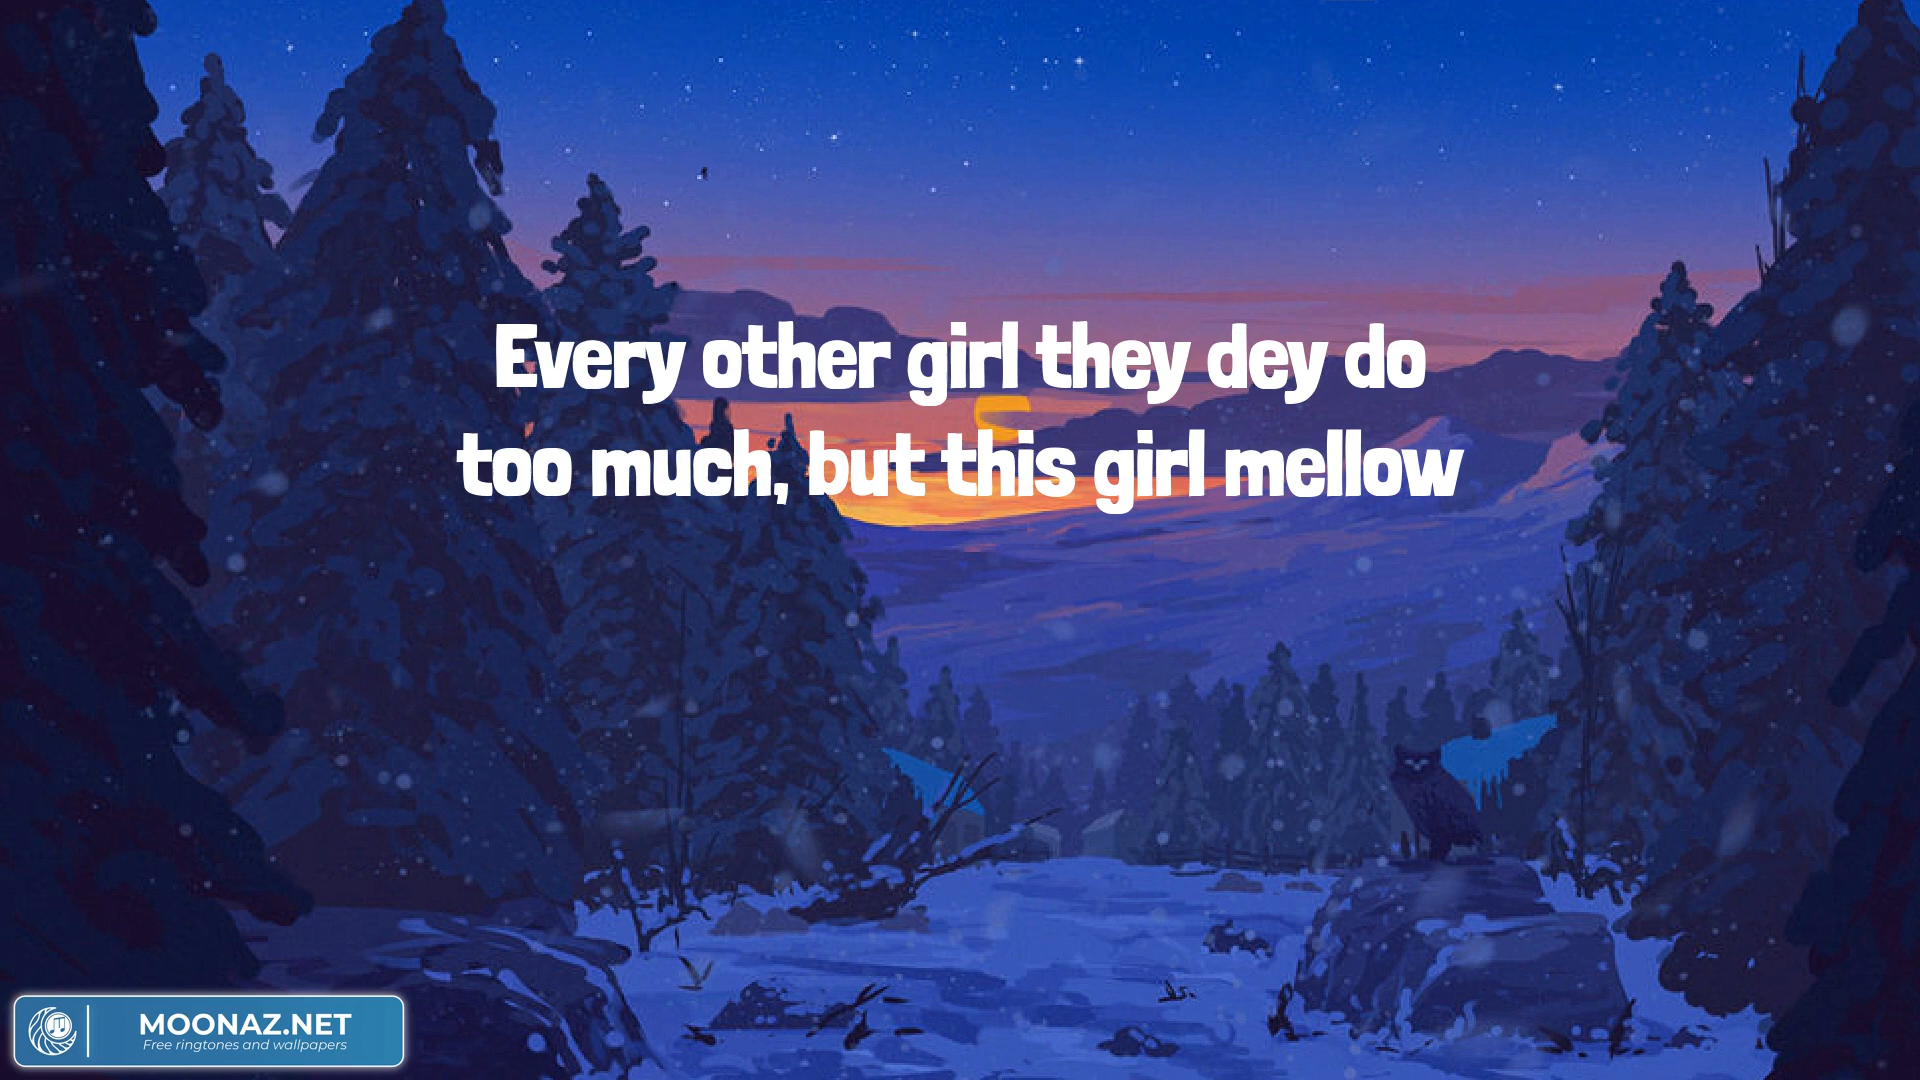 Every other girl they dey do
too much, but this girl mellow
MOONAZ.NET
Free ringtones and wallpapers